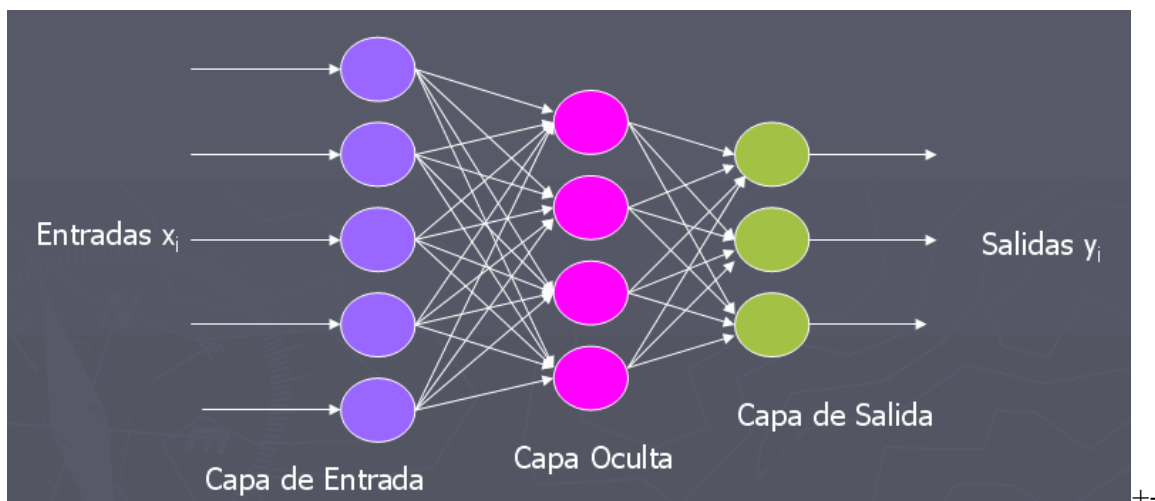 Entradas xi
Salidas yi
Capa de Salida
Capa Oculta
Capa de Entrada